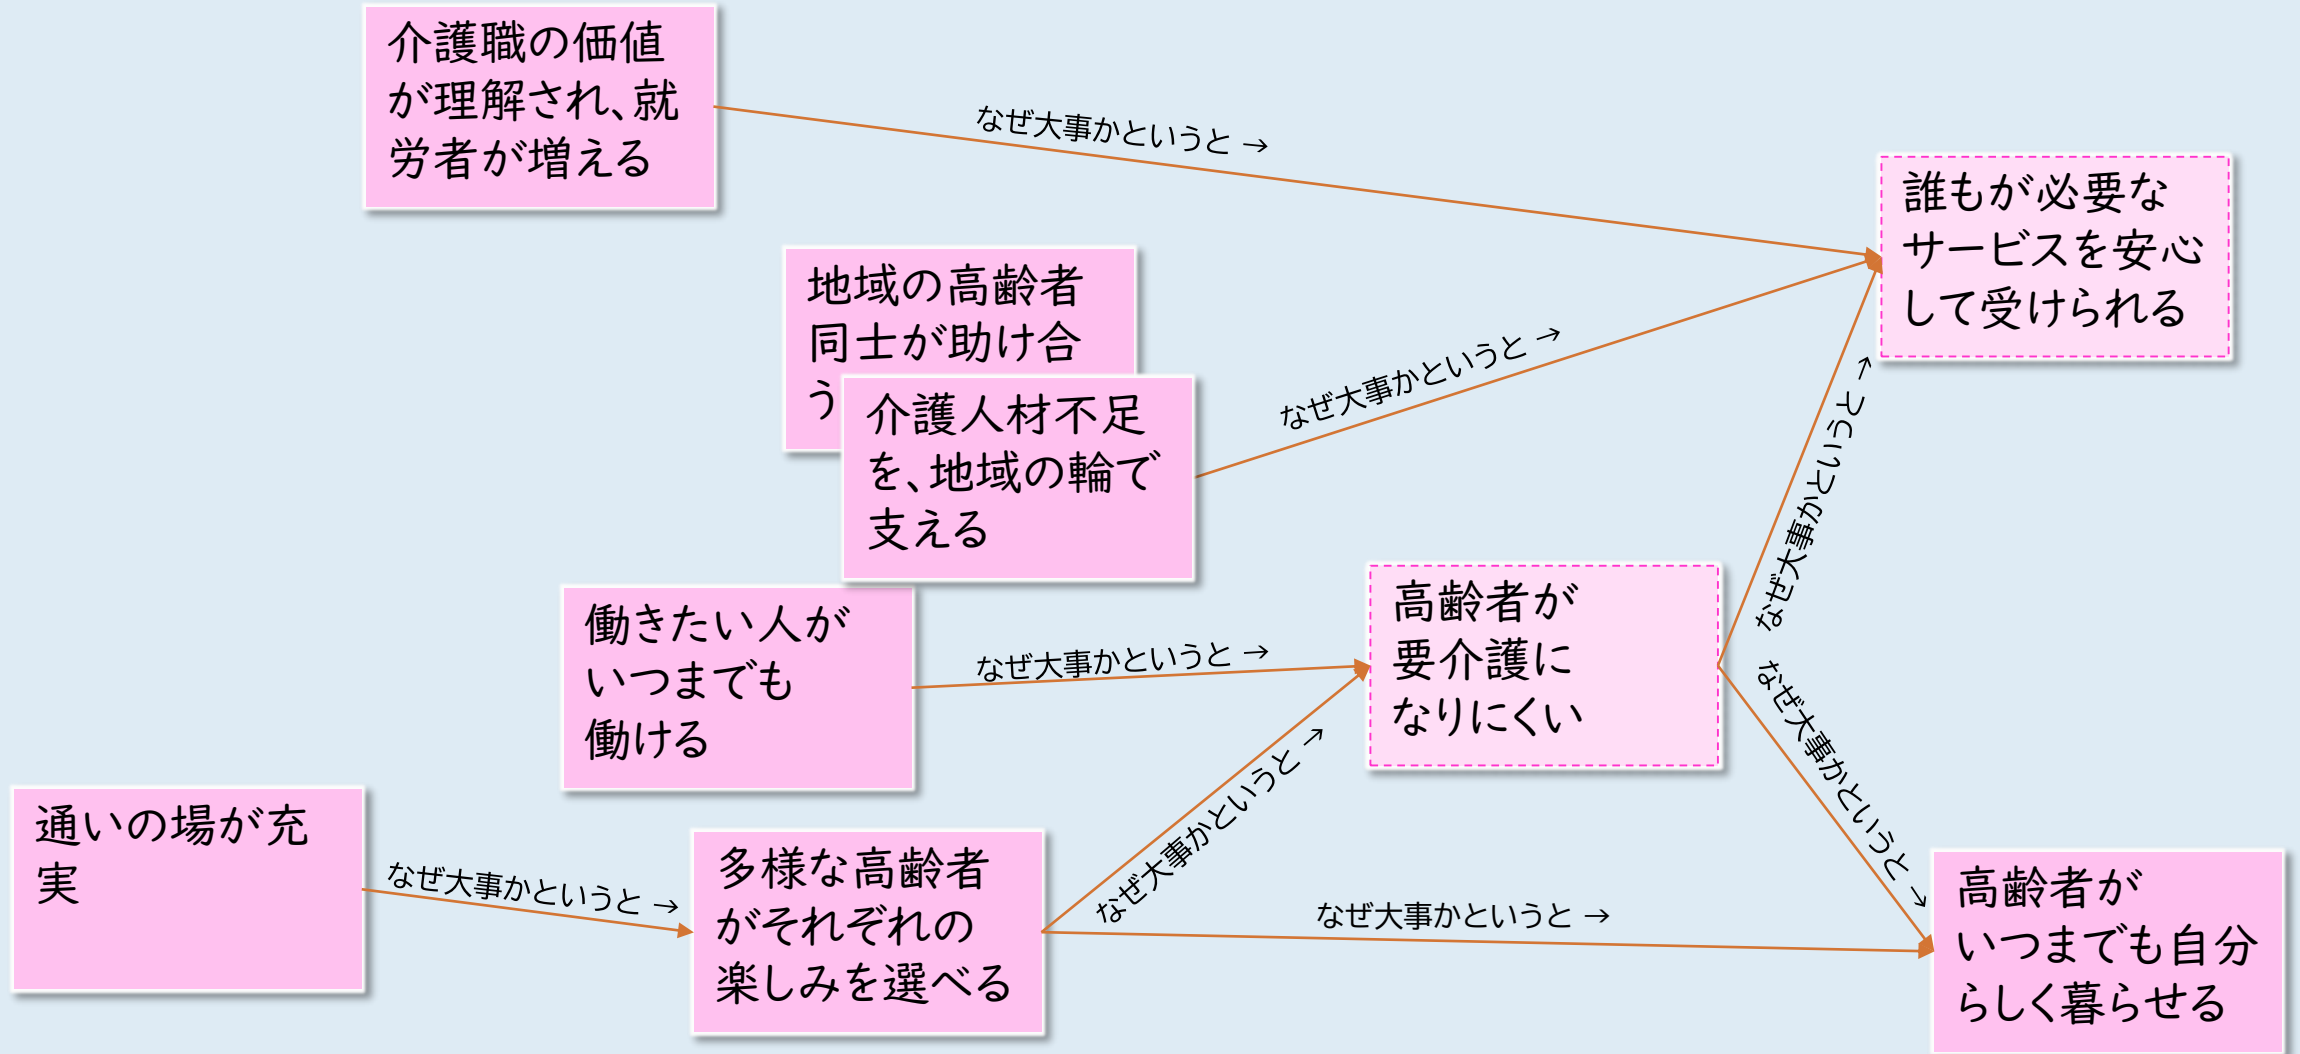 介護職の価値
が理解され、就
労者が増える
なぜ大事かというと →
誰もが必要な
サービスを安心
して受けられる
地域の高齢者
同士が助け合
う
介護人材不足
を、地域の輪で
支える
なぜ大事かというと →
なぜ大事かというと →
働きたい人が
いつまでも
働ける
なぜ大事かというと →
高齢者が
要介護に
なりにくい
なぜ大事かというと →
なぜ大事かというと →
通いの場が充
実
なぜ大事かというと →
多様な高齢者
がそれぞれの
楽しみを選べる
なぜ大事かというと →
高齢者が
いつまでも自分
らしく暮らせる